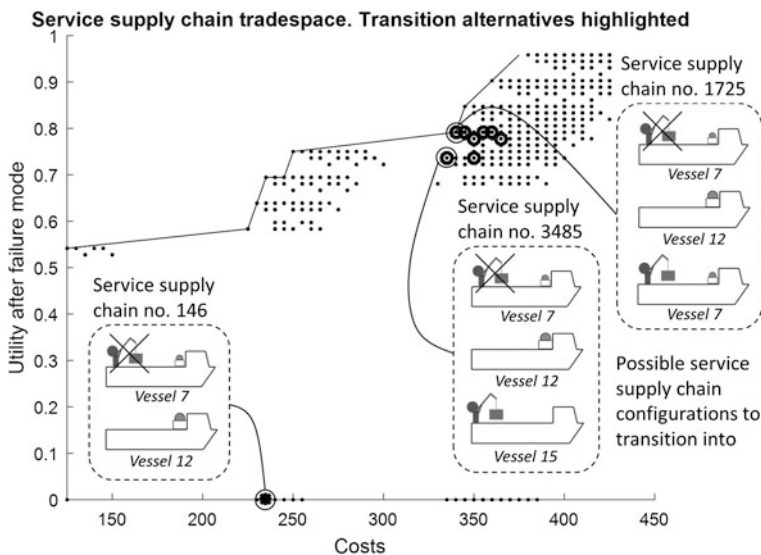 Service supply chain tradespace. Transition alternatives highlighted
Utility after failure mode
1
0.9
0.8
0.7
0.6
0.5
0.4
0.3
0.2
0.1
0
150
200
250
300
350
400
450
Costs
Service supply
chain no. 146
Vessel 7
Vessel 12
Service supply
chain no. 3485
Vessel 7
Vessel 12
Vessel 15
Service supply
chain no. 1725
Vessel 7
Vessel 12
Vessel 7
Possible service
supply chain
configurations to
transition into